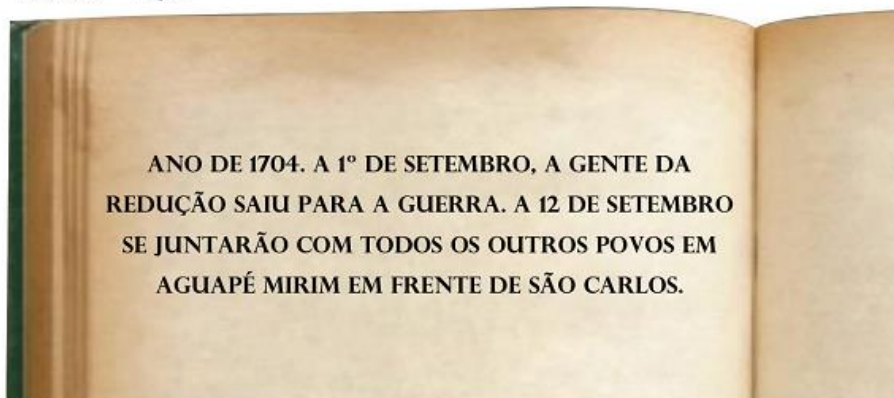 ANO DE 1704. A 1º DE SETEMBRO, A GENTE DA
REDUÇÃO SAIU PARA A GUERRA. A 12 DE SETEMBRO
SE JUNTARÃO COM TODOS OS OUTROS POVOS EM
AGUAPÉ MIRIM EM FRENTE DE SÃO CARLOS.